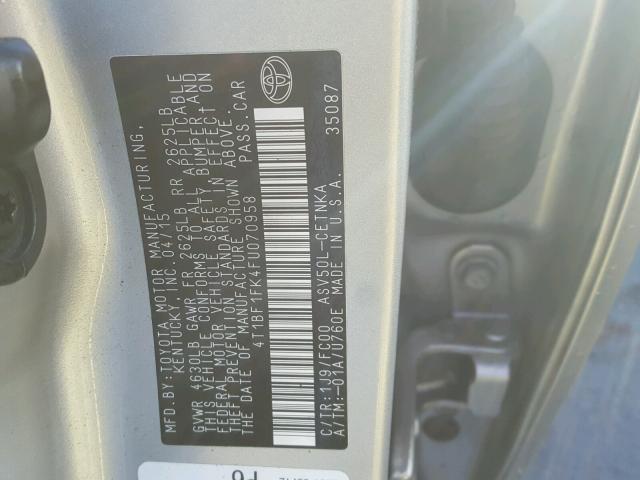 MFD.BY:TOYOTA MOTOR MANUFACTURING,
KENTUCKY, INC. 04/15
GVWR 4630LB GAWR FR 2625LB RR 2625LB
THIS VEHICLE CONFORMS TO ALL APPLICABLE
FEDERAL MOTOR VEHICLE SAFETY, BUMPER AND
THEFT PREVENTION STANDARDS IN EFFECT ON
THE DATE OF MANUFACTURE SHOWN ABOVE.
4T1BF1FK4FU070958 PASS.CAR
C/TR:1J9/FC00 ASV50L-CETNKA
A/TM:-01A/U760E MADE IN U.S.A. 35087